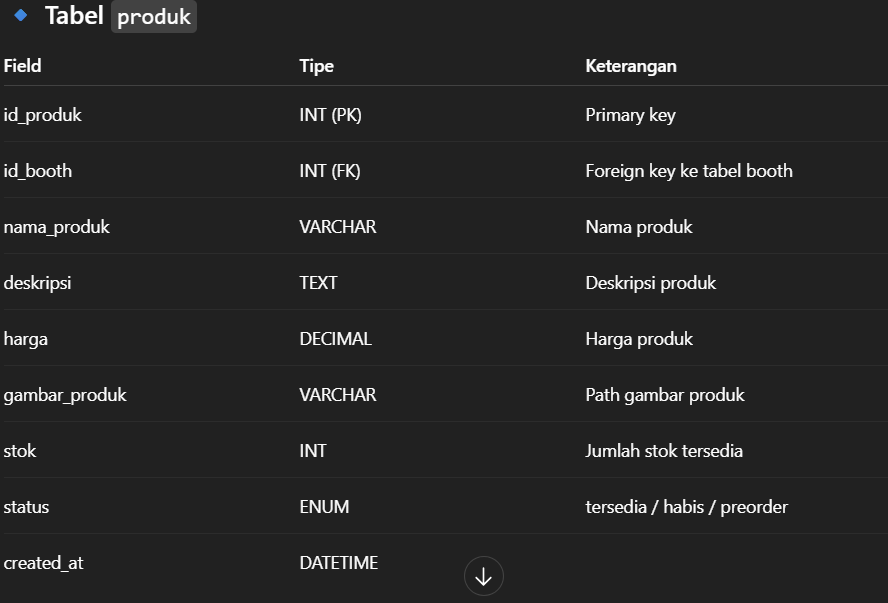 Tabel produk
Field Tipe Keterangan
id_produk INT (PK) Primary key
id_booth INT (FK) Foreign key ke tabel booth
nama_produk VARCHAR Nama produk
deskripsi TEXT Deskripsi produk
harga DECIMAL Harga produk
gambar_produk VARCHAR Path gambar produk
stok INT Jumlah stok tersedia
status ENUM tersedia / habis / preorder
created_at DATETIME